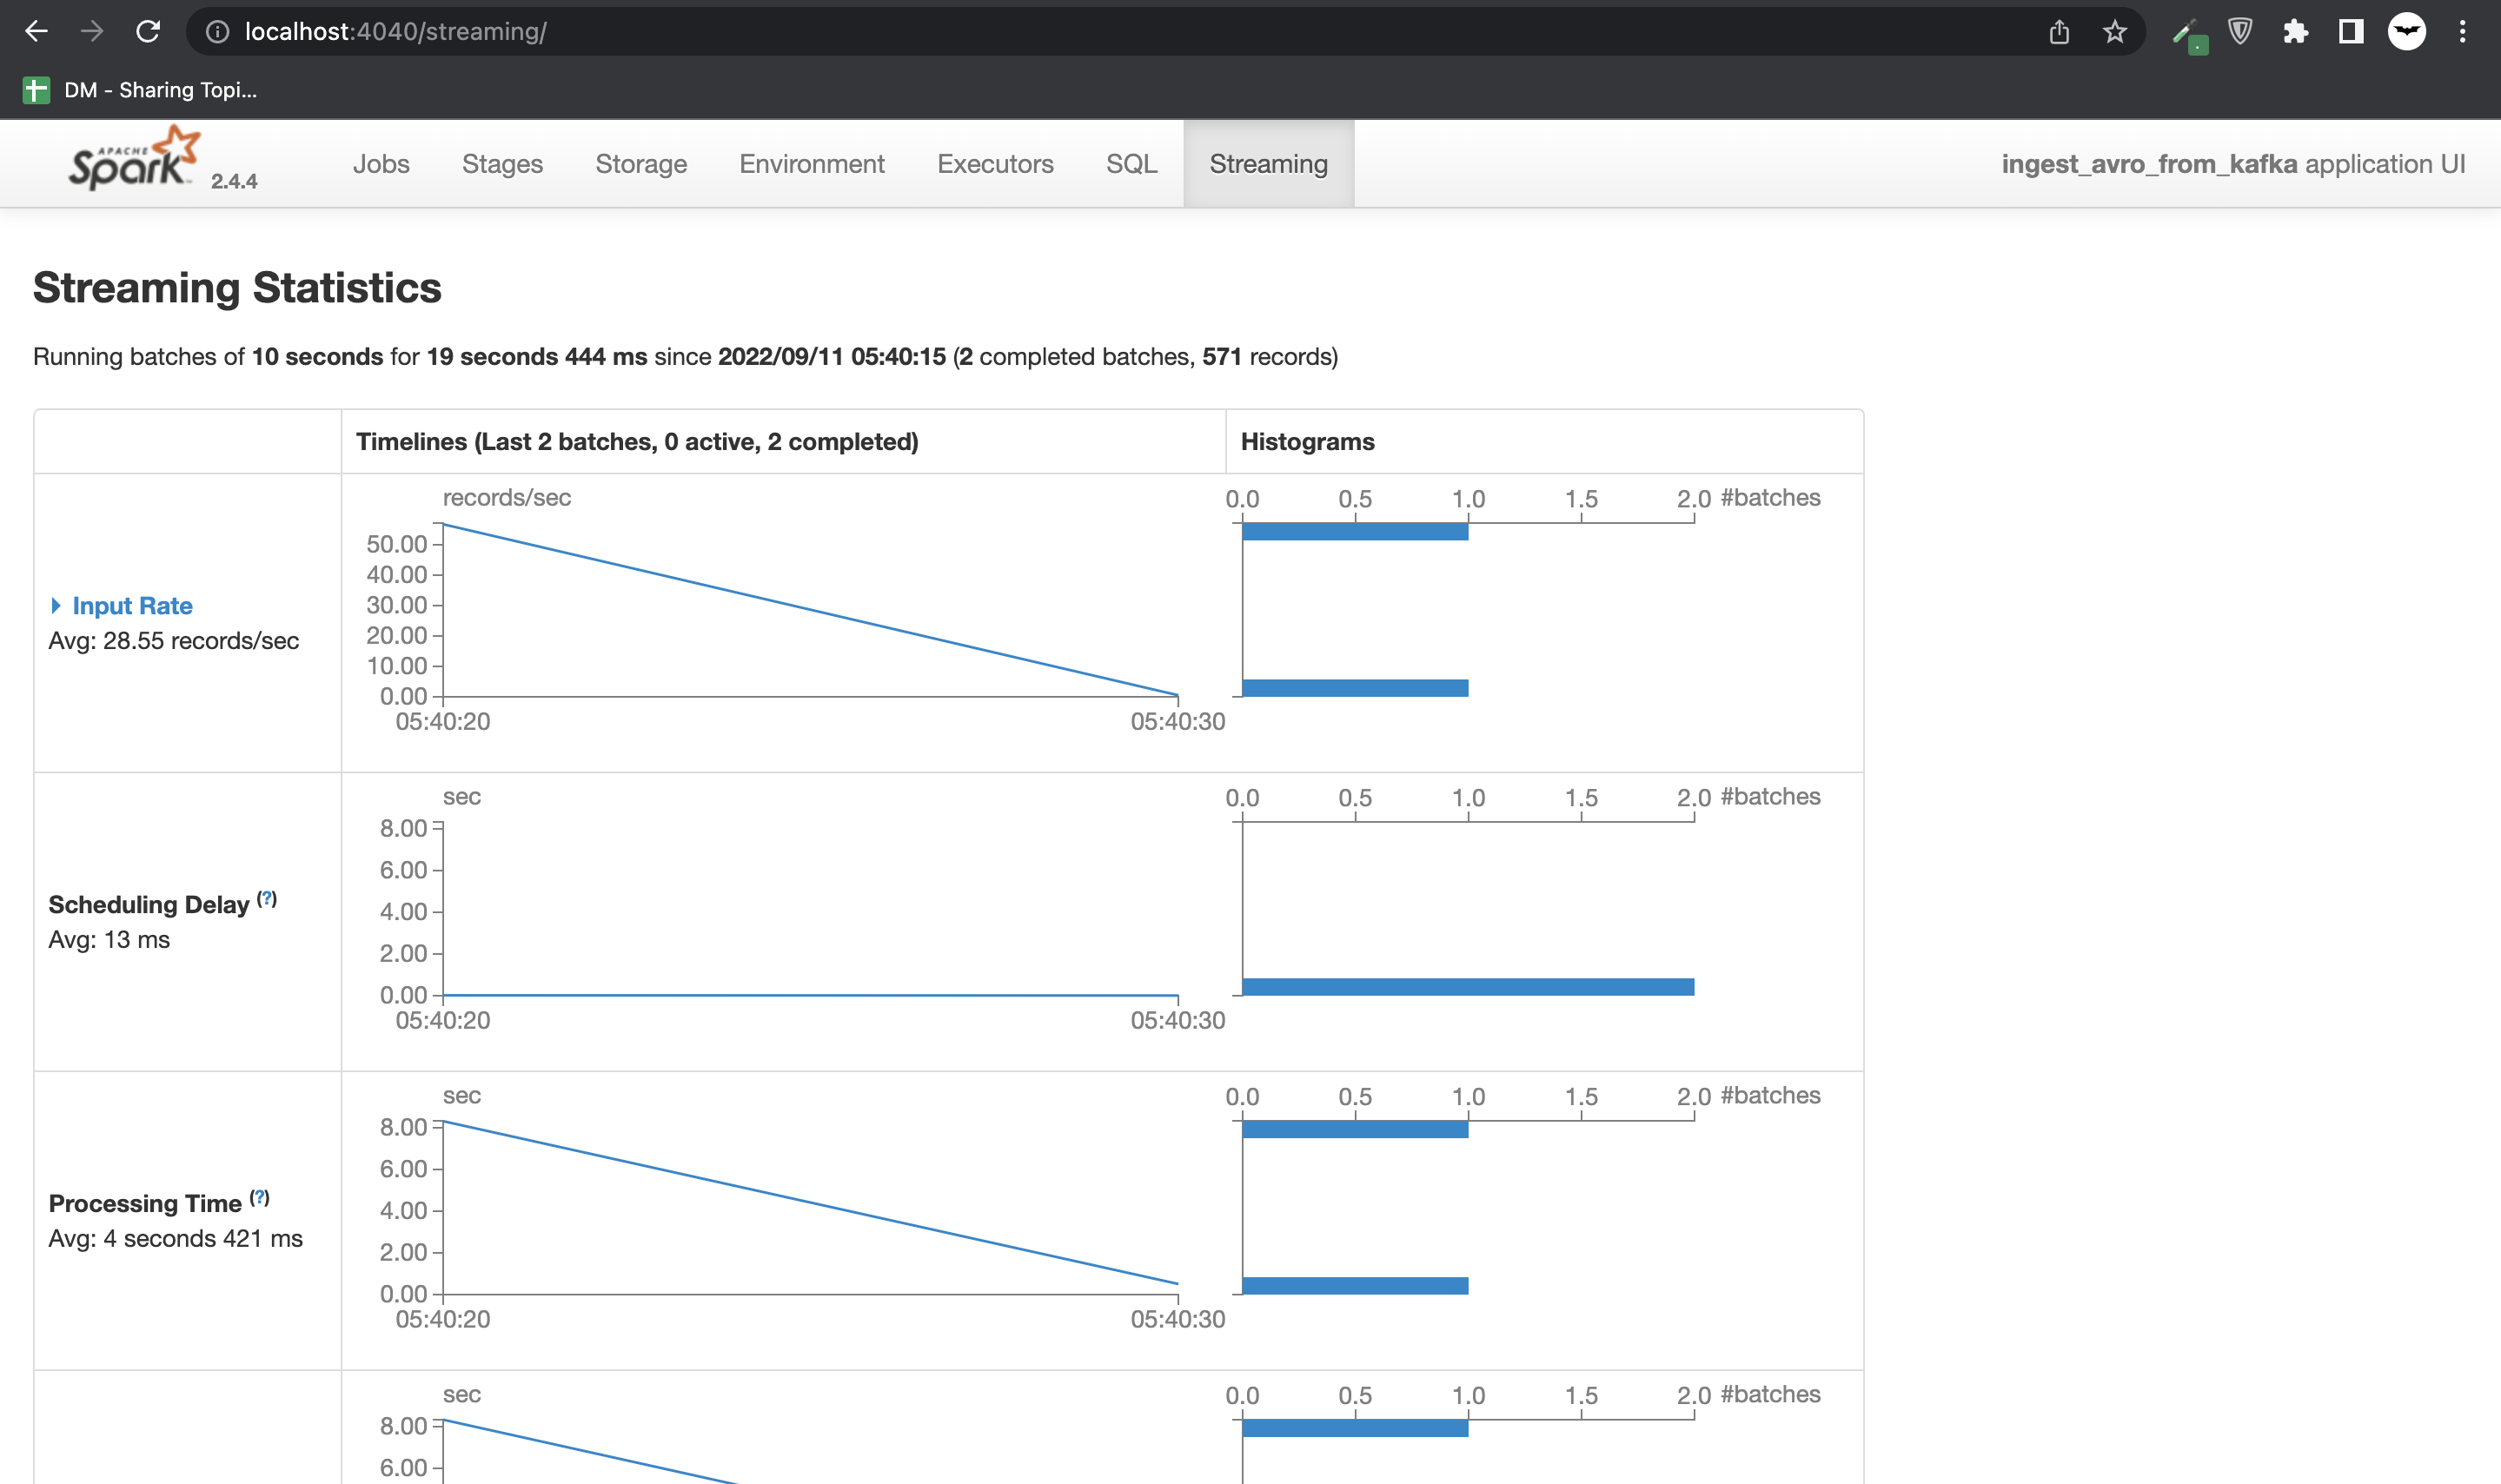 localhost:4040/streaming/
DM - Sharing Topi...
APACHE
Spark 2.4.4
Jobs Stages Storage Environment Executors SQL Streaming ingest_avro_from_kafka application UI
Streaming Statistics
Running batches of 10 seconds for 19 seconds 444 ms since 2022/09/11 05:40:15 (2 completed batches, 571 records)
Timelines (Last 2 batches, 0 active, 2 completed) Histograms
Input Rate
Avg: 28.55 records/sec
records/sec
50.00
40.00
30.00
20.00
10.00
0.00
05:40:20 05:40:30
0.0 0.5 1.0 1.5 2.0 #batches
Scheduling Delay (?)
Avg: 13 ms
sec
8.00
6.00
4.00
2.00
0.00
05:40:20 05:40:30
0.0 0.5 1.0 1.5 2.0 #batches
Processing Time (?)
Avg: 4 seconds 421 ms
sec
8.00
6.00
4.00
2.00
0.00
05:40:20 05:40:30
0.0 0.5 1.0 1.5 2.0 #batches
sec
8.00
6.00
0.0 0.5 1.0 1.5 2.0 #batches